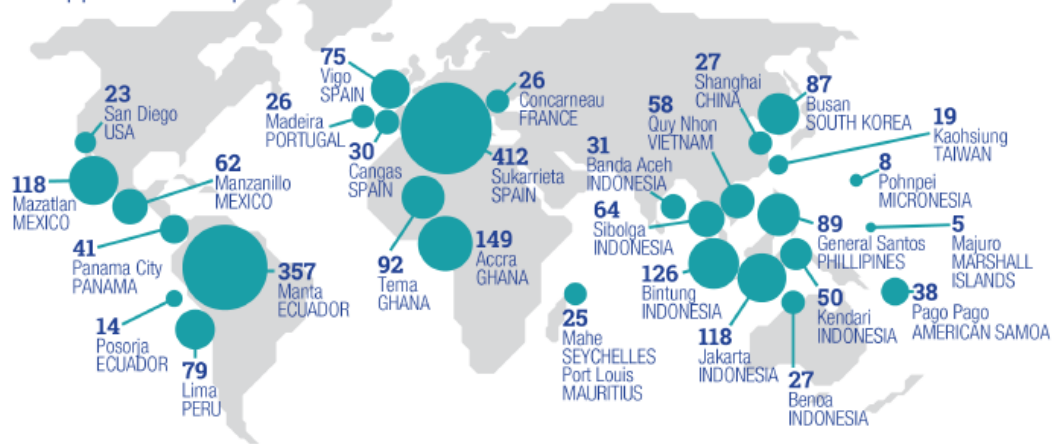 23
San Diego
USA
118
Mazatlan
MEXICO
62
Manzanillo
MEXICO
41
Panama City
PANAMA
357
Manta
ECUADOR
14
Posorja
ECUADOR
79
Lima
PERU
75
Vigo
SPAIN
26
Madeira
PORTUGAL
30
Cangas
SPAIN
26
Concarneau
FRANCE
412
Sukarrieta
SPAIN
92
Tema
GHANA
149
Accra
GHANA
25
Mahe
SEYCHELLES
Port Louis
MAURITIUS
27
Shanghai
CHINA
87
Busan
SOUTH KOREA
58
Quy Nhon
VIETNAM
19
Kaohsiung
TAIWAN
31
Banda Aceh
INDONESIA
8
Pohnpei
MICRONESIA
64
Sibolga
INDONESIA
89
General Santos
PHILLIPINES
5
Majuro
MARSHALL
ISLANDS
126
Bintung
INDONESIA
50
Kendari
INDONESIA
38
Pago Pago
AMERICAN SAMOA
118
Jakarta
INDONESIA
27
Benoa
INDONESIA